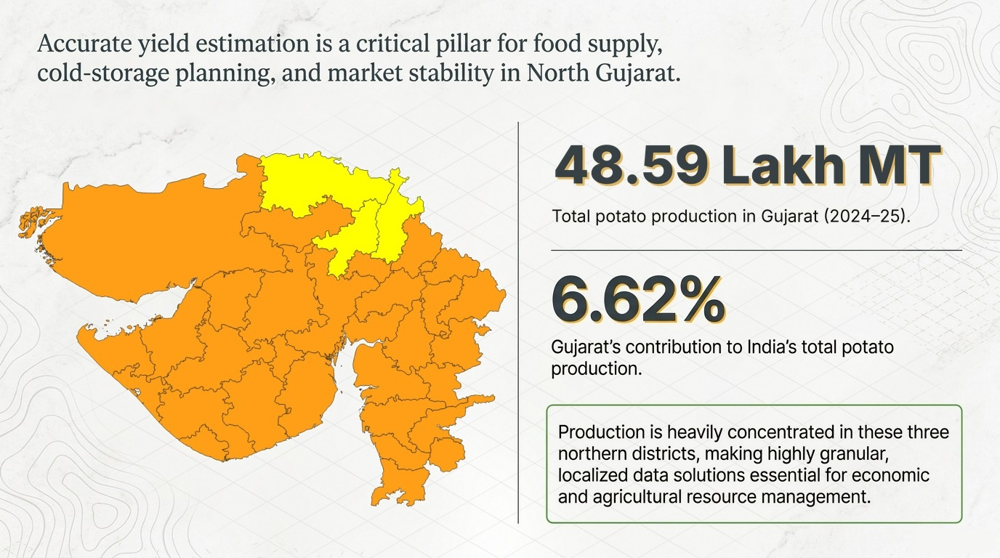 Accurate yield estimation is a critical pillar for food supply,
cold-storage planning, and market stability in North Gujarat.
48.59 Lakh MT
Total potato production in Gujarat (2024–25).
6.62%
Gujarat’s contribution to India’s total potato
production.
Production is heavily concentrated in these three
northern districts, making highly granular,
localized data solutions essential for economic
and agricultural resource management.